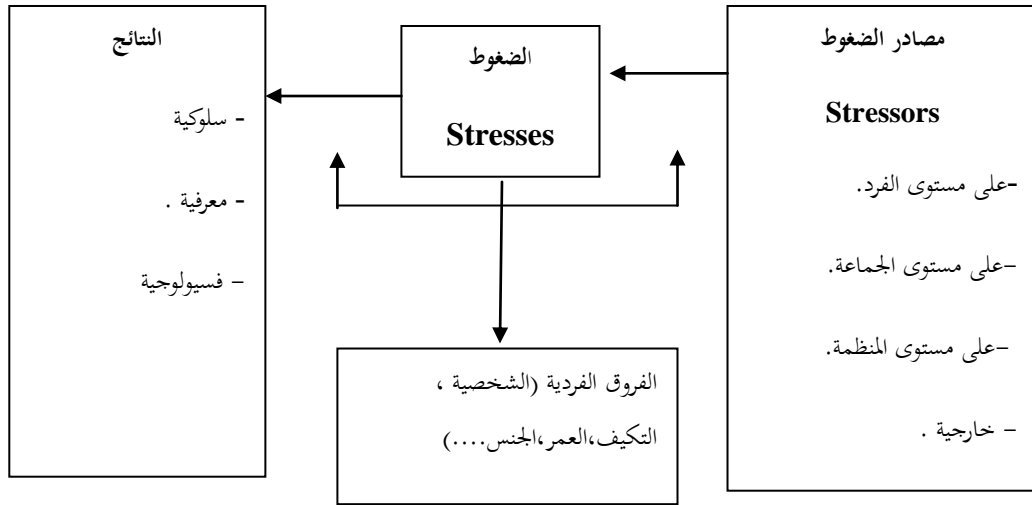 مصادر الضغوط
Stressors
-على مستوى الفرد.
–على مستوى الجماعة.
–على مستوى المنظمة.
– خارجية .
الضغوط
Stresses
النتائج
- سلوكية
- معرفية .
– فسيولوجية
الفروق الفردية (الشخصية ،
التكيف،العمر،الجنس....)